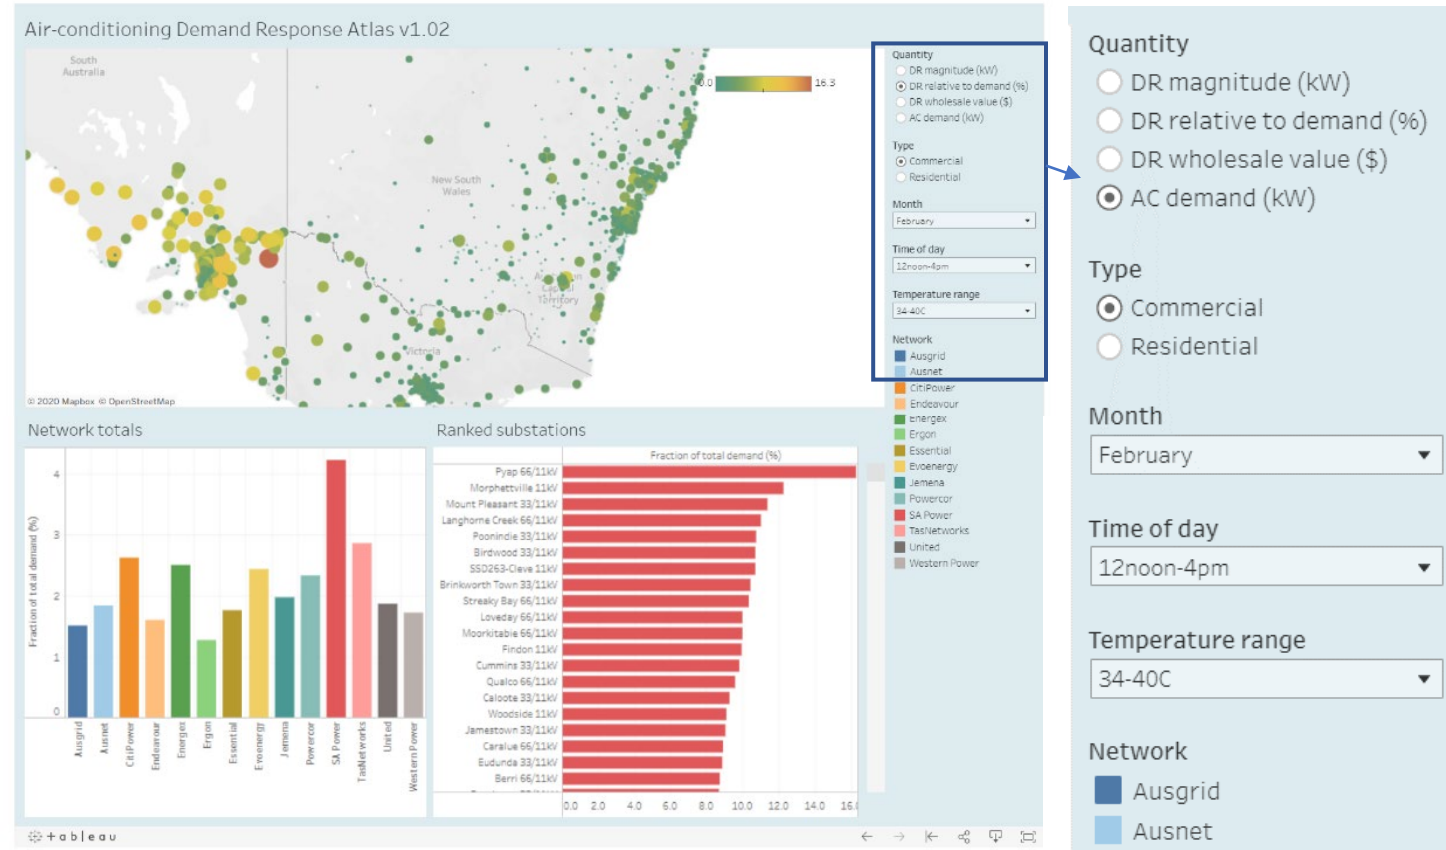 Air-conditioning Demand Response Atlas v1.02
South
Australia
New South
Wales
Capital
Territory
Victoria
0.0
16.3
© 2020 Mapbox © OpenStreetMap
Quantity
DR magnitude (kW)
DR relative to demand (%)
DR wholesale value ($)
AC demand (kW)
Type
Commercial
Residential
Month
February
Time of day
12noon-4pm
Temperature range
34-40C
Network
Ausgrid
Ausnet
CitiPower
Endeavour
Energex
Ergon
Essential
Evoenergy
Jemena
Powercor
SA Power
TasNetworks
United
Western Power
Network totals
Fraction of total demand (%)
4
3
2
1
0
Ausgrid
Ausnet
CitiPower
Endeavour
Energex
Ergon
Essential
Evoenergy
Jemena
Powercor
SA Power
TasNetworks
United
Western Power
Ranked substations
Fraction of total demand (%)
Pyap 66/11kV
Morphettville 11kV
Mount Pleasant 33/11kV
Langhorne Creek 66/11kV
Poonindie 33/11kV
Birdwood 33/11kV
SSD263-Cleve 11kV
Brinkworth Town 33/11kV
Streaky Bay 66/11kV
Loveday 66/11kV
Moorkitabie 66/11kV
Findon 11kV
Cummins 33/11kV
Qualco 66/11kV
Caloote 33/11kV
Woodside 11kV
Jamestown 33/11kV
Caralue 66/11kV
Eudunda 33/11kV
Berri 66/11kV
0.0 2.0 4.0 6.0 8.0 10.0 12.0 14.0 16.
+ a b | e a u
Quantity
DR magnitude (kW)
DR relative to demand (%)
DR wholesale value ($)
AC demand (kW)
Type
Commercial
Residential
Month
February
Time of day
12noon-4pm
Temperature range
34-40C
Network
Ausgrid
Ausnet